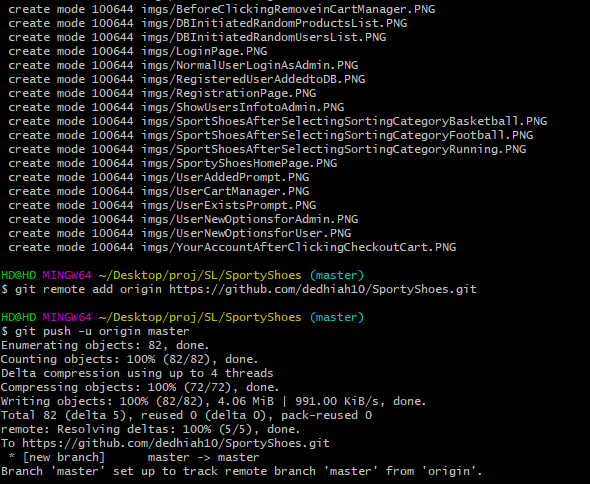 create mode 100644 imgs/BeforeClickingRemoveinCartManager.PNG
create mode 100644 imgs/DBInitiatedRandomProductsList.PNG
create mode 100644 imgs/DBInitiatedRandomUsersList.PNG
create mode 100644 imgs/LoginPage.PNG
create mode 100644 imgs/NormalUserLoginAsAdmin.PNG
create mode 100644 imgs/RegisteredUserAddedtoDB.PNG
create mode 100644 imgs/RegistrationPage.PNG
create mode 100644 imgs/ShowUsersInfotoAdmin.PNG
create mode 100644 imgs/SportShoesAfterSelectingSortingCategoryBasketball.PNG
create mode 100644 imgs/SportShoesAfterSelectingSortingCategoryFootball.PNG
create mode 100644 imgs/SportShoesAfterSelectingSortingCategoryRunning.PNG
create mode 100644 imgs/SportyShoesHomePage.PNG
create mode 100644 imgs/UserAddedPrompt.PNG
create mode 100644 imgs/UserCartManager.PNG
create mode 100644 imgs/UserExistsPrompt.PNG
create mode 100644 imgs/UserNewOptionsforAdmin.PNG
create mode 100644 imgs/UserNewOptionsforUser.PNG
create mode 100644 imgs/YourAccountAfterClickingCheckoutCart.PNG
HD@HD MINGW64 ~/Desktop/proj/SL/SportyShoes (master)
$ git remote add origin https://github.com/dedhiah10/SportyShoes.git
HD@HD MINGW64 ~/Desktop/proj/SL/SportyShoes (master)
$ git push -u origin master
Enumerating objects: 82, done.
Counting objects: 100% (82/82), done.
Delta compression using up to 4 threads
Compressing objects: 100% (72/72), done.
Writing objects: 100% (82/82), 4.06 MiB | 991.00 KiB/s, done.
Total 82 (delta 5), reused 0 (delta 0), pack-reused 0
remote: Resolving deltas: 100% (5/5), done.
To https://github.com/dedhiah10/SportyShoes.git
 * [new branch]      master -> master
Branch 'master' set up to track remote branch 'master' from 'origin'.